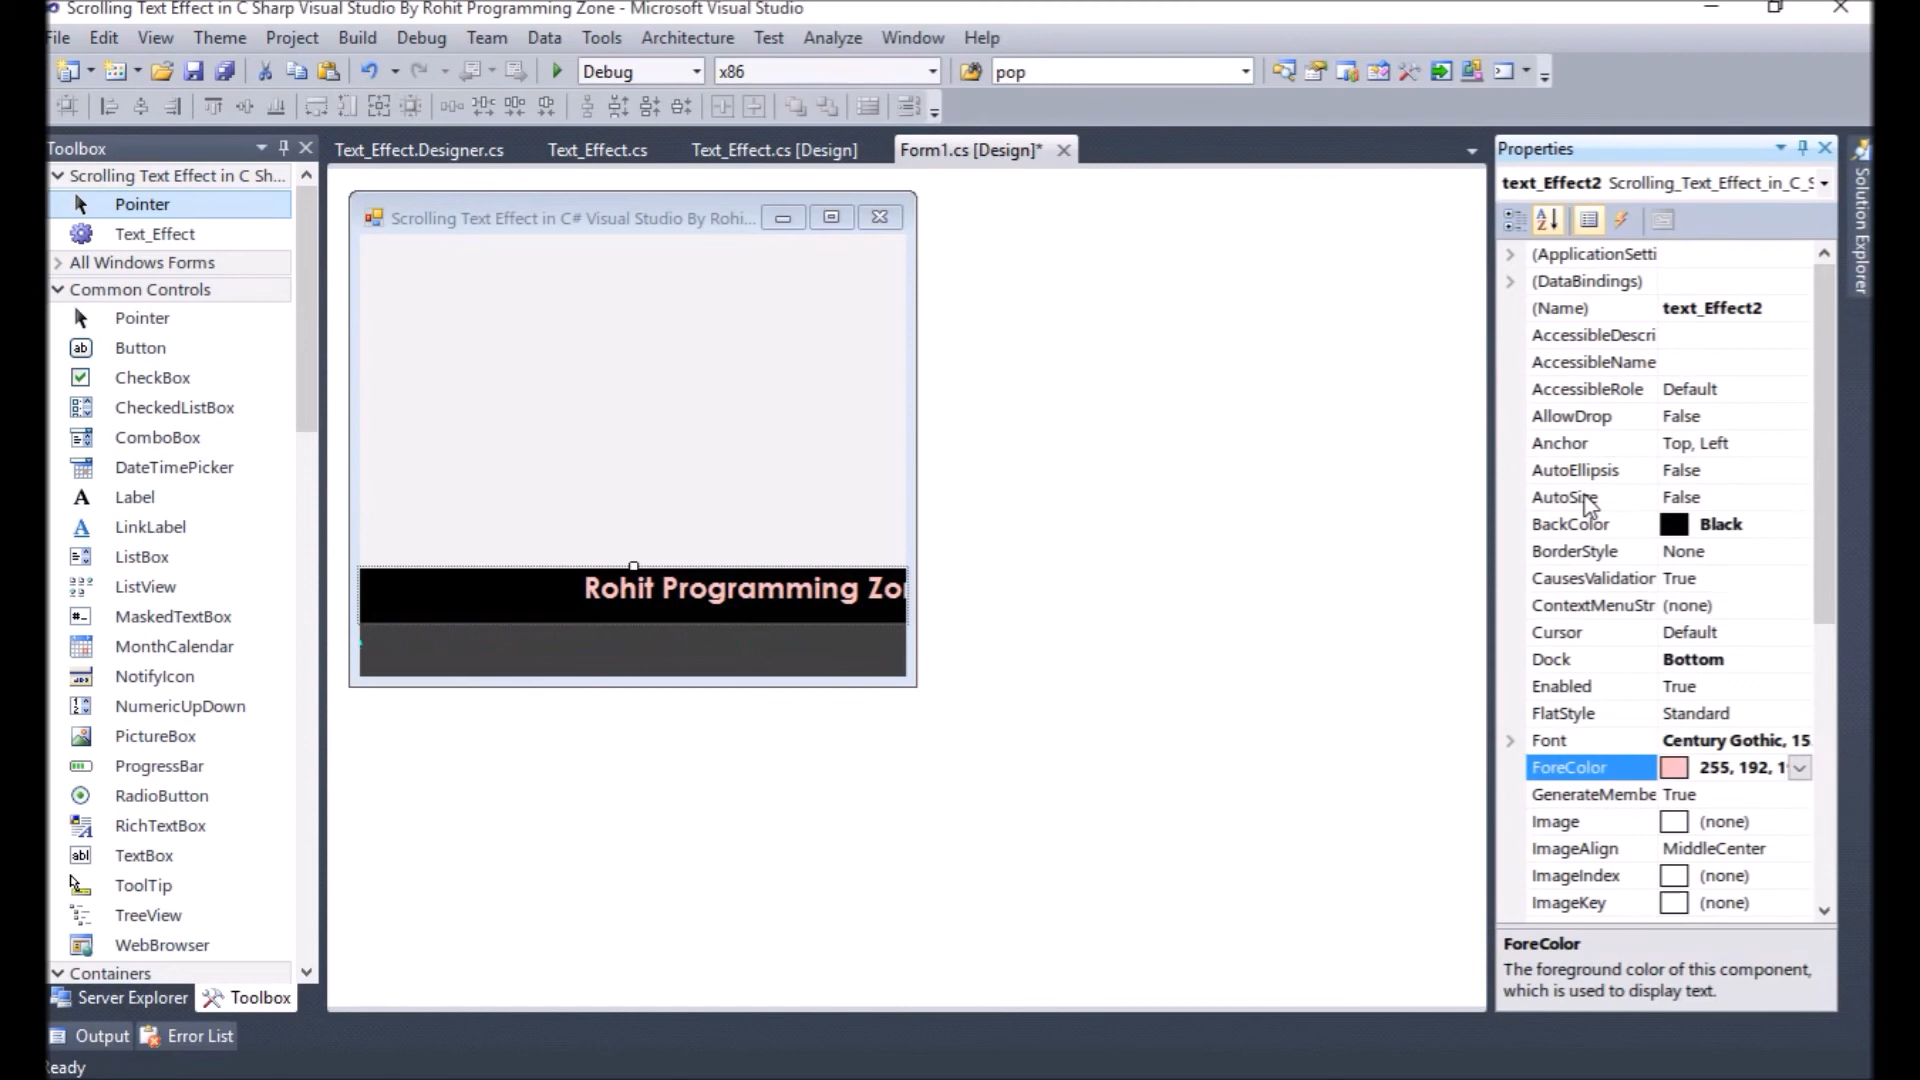 Scrolling Text Effect in C Sharp Visual Studio By Rohit Programming Zone - Microsoft Visual Studio
File Edit View Theme Project Build Debug Team Data Tools Architecture Test Analyze Window Help
Debug x86 pop
Toolbox
Scrolling Text Effect in C Sh...
Pointer
Text_Effect
All Windows Forms
Common Controls
Pointer
Button
CheckBox
CheckedListBox
ComboBox
DateTimePicker
Label
LinkLabel
ListBox
ListView
MaskedTextBox
MonthCalendar
NotifyIcon
NumericUpDown
PictureBox
ProgressBar
RadioButton
RichTextBox
TextBox
ToolTip
TreeView
WebBrowser
Containers
Server Explorer Toolbox
Output Error List
Ready
Text_Effect.Designer.cs Text_Effect.cs Text_Effect.cs [Design] Form1.cs [Design]*
Scrolling Text Effect in C# Visual Studio By Rohi...
Rohit Programming Zo
Properties
text_Effect2 Scrolling_Text_Effect_in_C_S
(ApplicationSetti
(DataBindings)
(Name) text_Effect2
AccessibleDescri
AccessibleName
AccessibleRole Default
AllowDrop False
Anchor Top, Left
AutoEllipsis False
AutoSize False
BackColor Black
BorderStyle None
CausesValidation True
ContextMenuStr (none)
Cursor Default
Dock Bottom
Enabled True
FlatStyle Standard
Font Century Gothic, 15
ForeColor 255, 192, 1
GenerateMembe True
Image (none)
ImageAlign MiddleCenter
ImageIndex (none)
ImageKey (none)
ForeColor
The foreground color of this component,
which is used to display text.
Solution Explorer